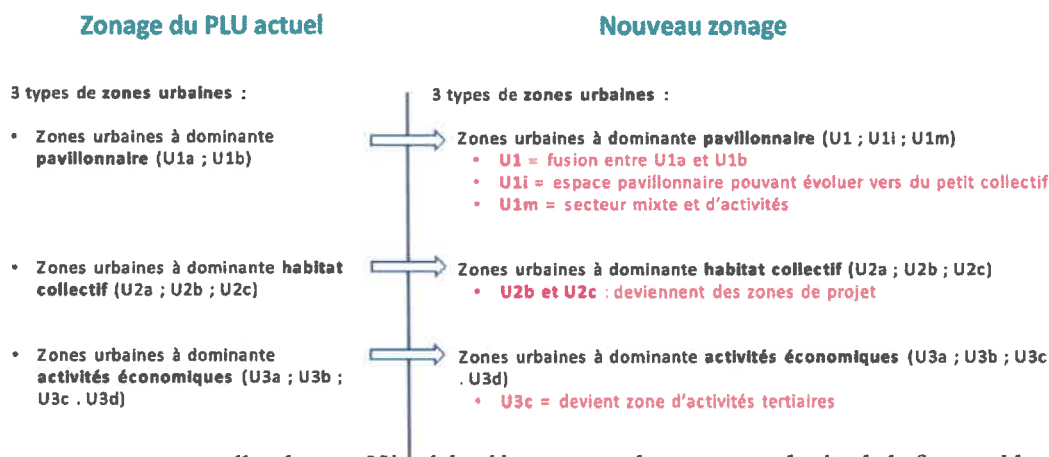 Zonage du PLU actuel
Nouveau zonage
3 types de zones urbaines :
• Zones urbaines à dominante
pavillonnaire (U1a ; U1b)
• Zones urbaines à dominante habitat
collectif (U2a ; U2b ; U2c)
• Zones urbaines à dominante
activités économiques (U3a ; U3b ;
U3c . U3d)
3 types de zones urbaines :
Zones urbaines à dominante pavillonnaire (U1 ; U1i ; U1m)
• U1 = fusion entre U1a et U1b
• U1i = espace pavillonnaire pouvant évoluer vers du petit collectif
• U1m = secteur mixte et d'activités
Zones urbaines à dominante habitat collectif (U2a ; U2b ; U2c)
• U2b et U2c : deviennent des zones de projet
Zones urbaines à dominante activités économiques (U3a ; U3b ; U3c
. U3d)
• U3c = devient zone d'activités tertiaires